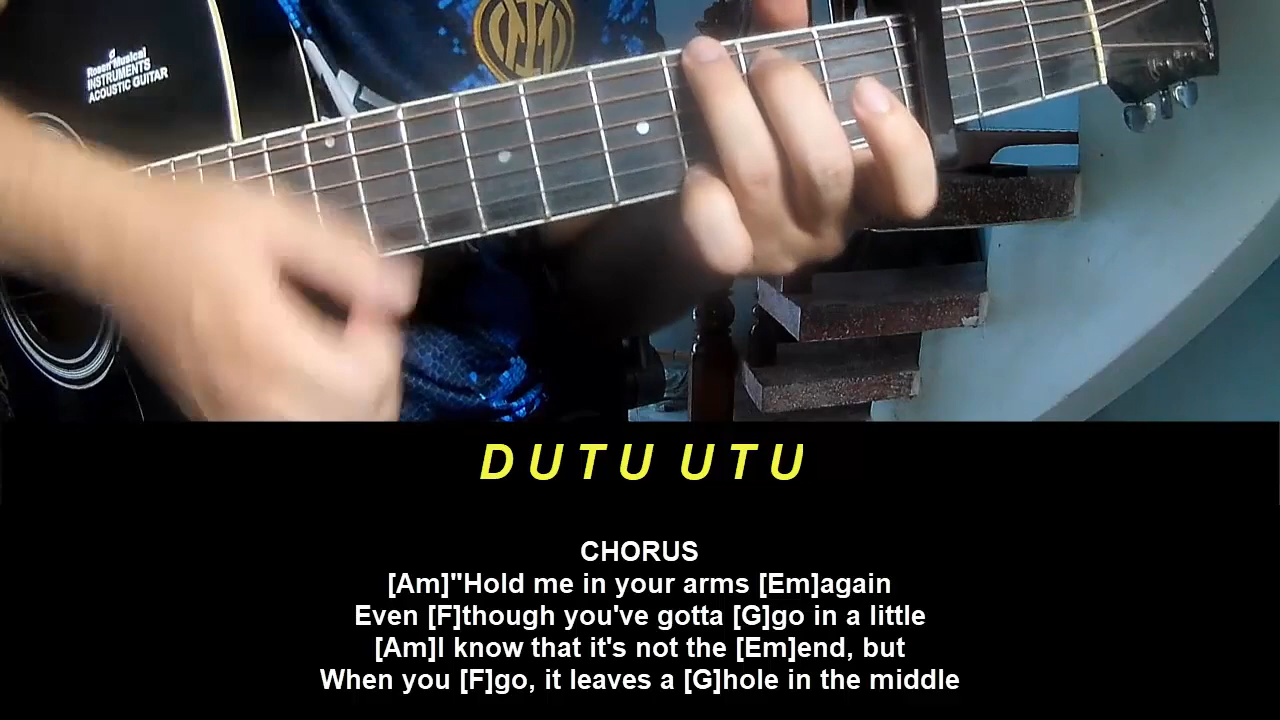 Rosen Musical
INSTRUMENTS
ACOUSTIC GUITAR
D U T U U T U
CHORUS
[Am]"Hold me in your arms [Em]again
Even [F]though you've gotta [G]go in a little
[Am]I know that it's not the [Em]end, but
When you [F]go, it leaves a [G]hole in the middle